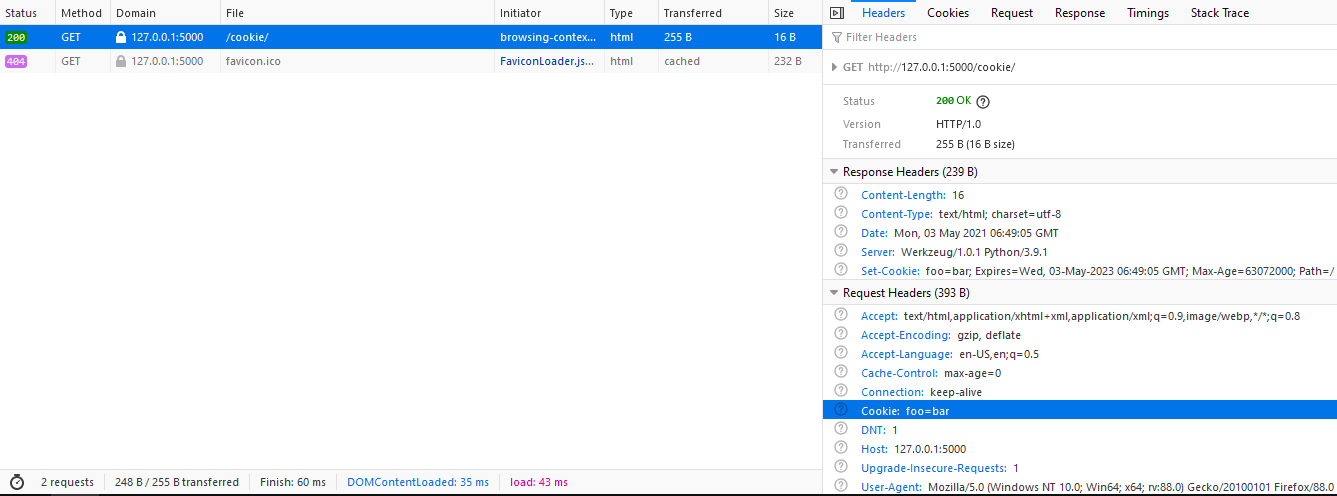 Status Method Domain File Initiator Type Transferred Size
200 GET 127.0.0.1:5000 /cookie/ browsing-contex... html 255 B 16 B
404 GET 127.0.0.1:5000 favicon.ico FaviconLoader.js... html cached 232 B
2 requests 248 B / 255 B transferred Finish: 60 ms DOMContentLoaded: 35 ms load: 43 ms
Headers Cookies Request Response Timings Stack Trace
Filter Headers
GET http://127.0.0.1:5000/cookie/
Status 200 OK
Version HTTP/1.0
Transferred 255 B (16 B size)
Response Headers (239 B)
Content-Length: 16
Content-Type: text/html; charset=utf-8
Date: Mon, 03 May 2021 06:49:05 GMT
Server: Werkzeug/1.0.1 Python/3.9.1
Set-Cookie: foo=bar; Expires=Wed, 03-May-2023 06:49:05 GMT; Max-Age=63072000; Path=/
Request Headers (393 B)
Accept: text/html,application/xhtml+xml,application/xml;q=0.9,image/webp,*/*;q=0.8
Accept-Encoding: gzip, deflate
Accept-Language: en-US,en;q=0.5
Cache-Control: max-age=0
Connection: keep-alive
Cookie: foo=bar
DNT: 1
Host: 127.0.0.1:5000
Upgrade-Insecure-Requests: 1
User-Agent: Mozilla/5.0 (Windows NT 10.0; Win64; x64; rv:88.0) Gecko/20100101 Firefox/88.0